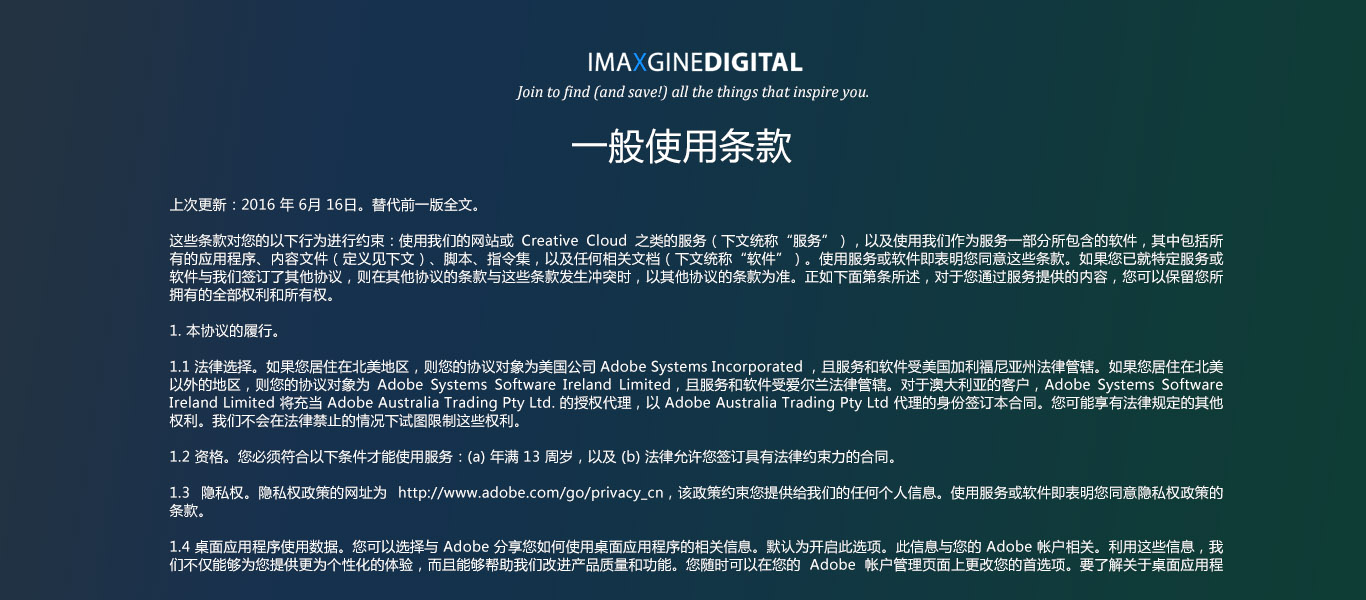 IMAXGINEDIGITAL
Join to find (and save!) all the things that inspire you.
一般使用条款
上次更新：2016 年 6月 16日。替代前一版全文。
这些条款对您的以下行为进行约束：使用我们的网站或 Creative Cloud 之类的服务（下文统称“服务”），以及使用我们作为服务一部分所包含的软件，其中包括所
有的应用程序、内容文件（定义见下文）、脚本、指令集，以及任何相关文档（下文统称“软件”）。使用服务或软件即表明您同意这些条款。如果您已就特定服务或
软件与我们签订了其他协议，则在其他协议的条款与这些条款发生冲突时，以其他协议的条款为准。正如下面第条所述，对于您通过服务提供的内容，您可以保留您所
拥有的全部权利和所有权。
1. 本协议的履行。
1.1 法律选择。如果您居住在北美地区，则您的协议对象为美国公司 Adobe Systems Incorporated ，且服务和软件受美国加利福尼亚州法律管辖。如果您居住在北美
以外的地区，则您的协议对象为 Adobe Systems Software Ireland Limited，且服务和软件受爱尔兰法律管辖。对于澳大利亚的客户，Adobe Systems Software
Ireland Limited 将充当 Adobe Australia Trading Pty Ltd. 的授权代理，以 Adobe Australia Trading Pty Ltd 代理的身份签订本合同。您可能享有法律规定的其他
权利。我们不会在法律禁止的情况下试图限制这些权利。
1.2 资格。您必须符合以下条件才能使用服务：(a) 年满 13 周岁，以及 (b) 法律允许您签订具有法律约束力的合同。
1.3 隐私权。隐私权政策的网址为 http://www.adobe.com/go/privacy_cn，该政策约束您提供给我们的任何个人信息。使用服务或软件即表明您同意隐私权政策的
条款。
1.4 桌面应用程序使用数据。您可以选择与 Adobe 分享您如何使用桌面应用程序的相关信息。默认为开启此选项。此信息与您的 Adobe 帐户相关。利用这些信息，我
们不仅能够为您提供更为个性化的体验，而且能够帮助我们改进产品质量和功能。您随时可以在您的 Adobe 帐户管理页面上更改您的首选项。要了解关于桌面应用程